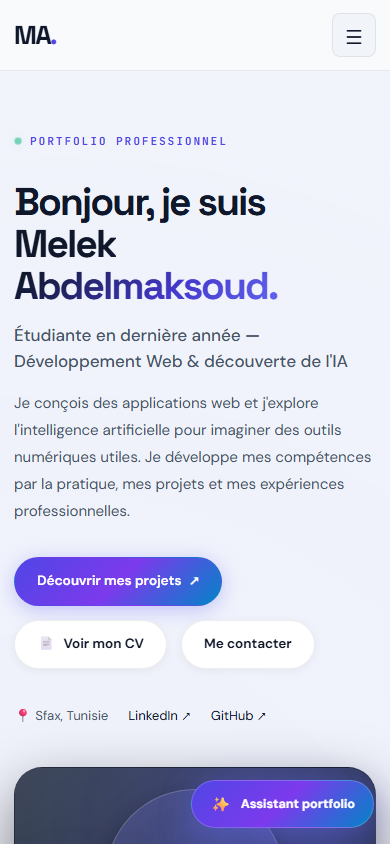 MA.
PORTFOLIO PROFESSIONNEL
Bonjour, je suis
Melek
Abdelmaksoud.
Étudiante en dernière année —
Développement Web & découverte de l'IA
Je conçois des applications web et j'explore
l'intelligence artificielle pour imaginer des outils
numériques utiles. Je développe mes compétences
par la pratique, mes projets et mes expériences
professionnelles.
Découvrir mes projets ↗
Voir mon CV
Me contacter
Sfax, Tunisie LinkedIn ↗ GitHub ↗
Assistant portfolio